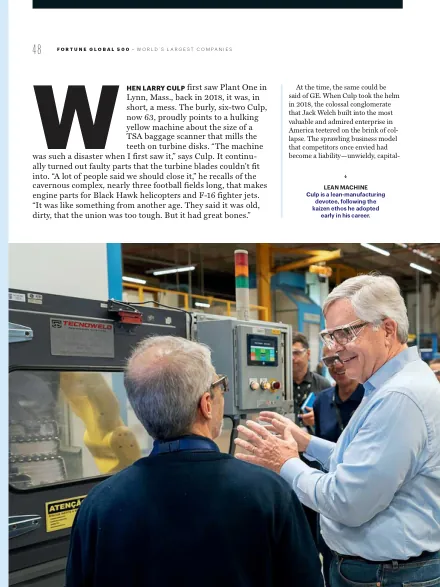 48 FORTUNE GLOBAL 500 - WORLD'S LARGEST COMPANIES
WHEN LARRY CULP first saw Plant One in
Lynn, Mass., back in 2018, it was, in
short, a mess. The burly, six-two Culp,
now 63, proudly points to a hulking
yellow machine about the size of a
TSA baggage scanner that mills the
teeth on turbine disks. "The machine
was such a disaster when I first saw it," says Culp. It continu-
ally turned out faulty parts that the turbine blades couldn't fit
into. "A lot of people said we should close it," he recalls of the
cavernous complex, nearly three football fields long, that makes
engine parts for Black Hawk helicopters and F-16 fighter jets.
"It was like something from another age. They said it was old,
dirty, that the union was too tough. But it had great bones."
At the time, the same could be
said of GE. When Culp took the helm
in 2018, the colossal conglomerate
that Jack Welch built into the most
valuable and admired enterprise in
America teetered on the brink of col-
lapse. The sprawling business model
that competitors once envied had
become a liability—unwieldy, capital-
LEAN MACHINE
Culp is a lean-manufacturing
devotee, following the
kaizen ethos he adopted
early in his career.
TECNOWELD
ATENÇÃO